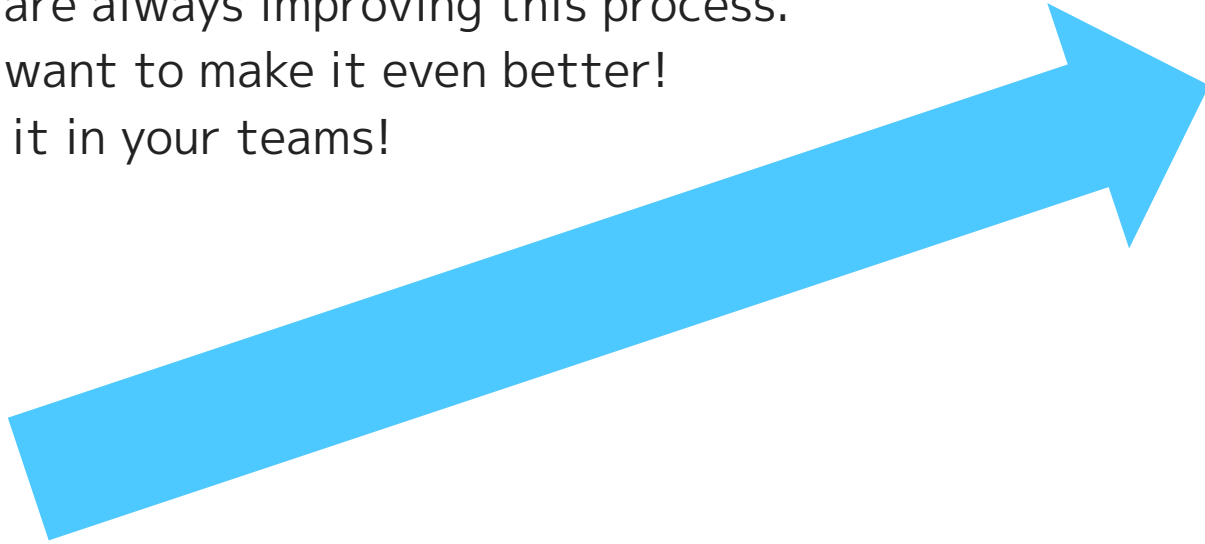 are always improving this process.
want to make it even better!
it in your teams!